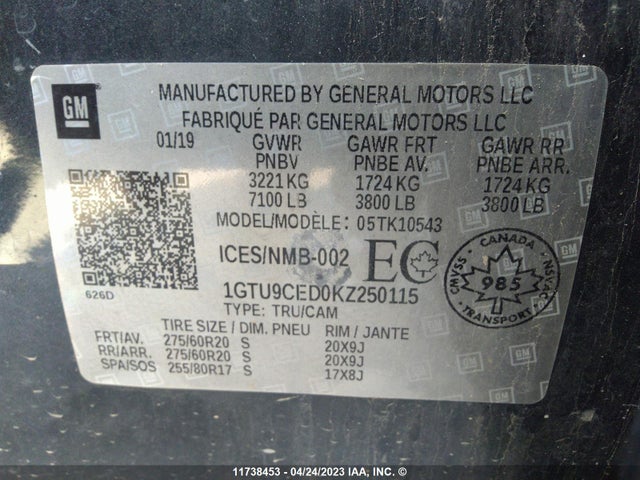 GM
MANUFACTURED BY GENERAL MOTORS LLC
FABRIQUÉ PAR GENERAL MOTORS LLC
01/19 GVWR GAWR FRT GAWR RR
PNBV PNBE AV. PNBE ARR.
3221 KG 1724 KG 1724 KG
7100 LB 3800 LB 3800 LB
MODEL/MODÈLE: 05TK10543
ICES/NMB-002 EC
CANADA
CMVSS 985 NSVAC
TRANSPORT
626D
1GTU9CED0KZ250115
TYPE: TRU/CAM
TIRE SIZE / DIM. PNEU RIM / JANTE
FRT/AV. 275/60R20 S 20X9J
RR/ARR. 275/60R20 S 20X9J
SPA/SOS 255/80R17 S 17X8J
11738453 - 04/24/2023 IAA, INC. ©